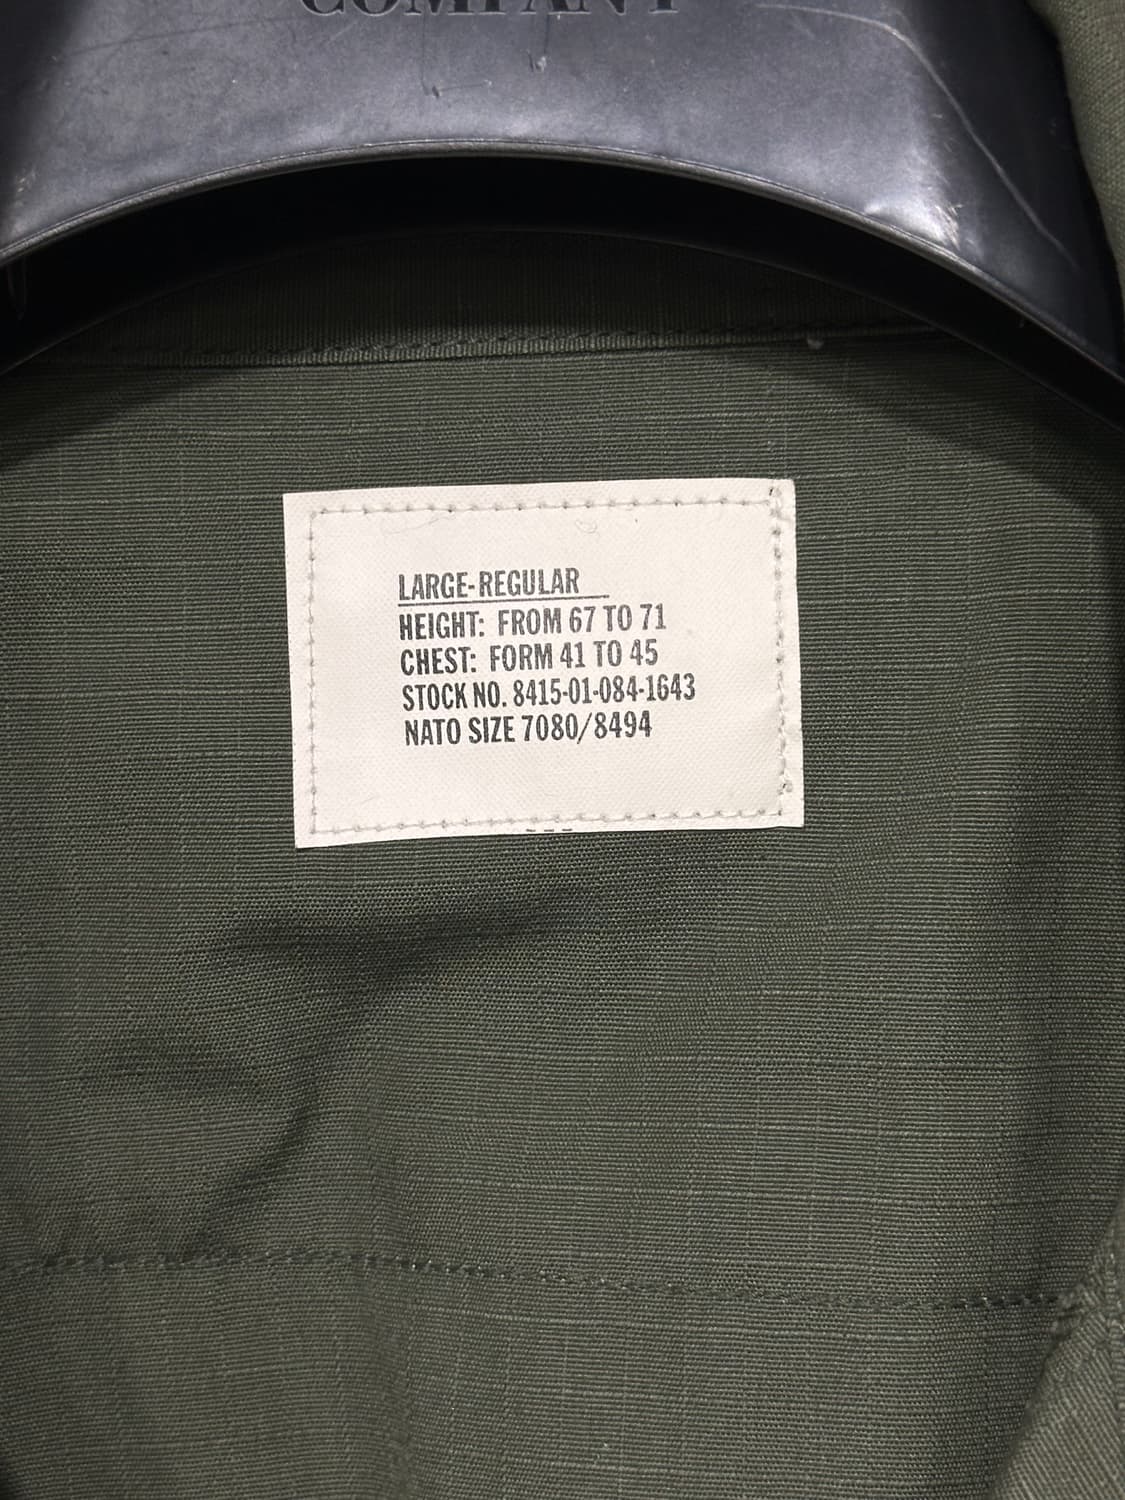 COMPANY
LARGE-REGULAR
HEIGHT: FROM 67 TO 71
CHEST: FORM 41 TO 45
STOCK NO. 8415-01-084-1643
NATO SIZE 7080/8494